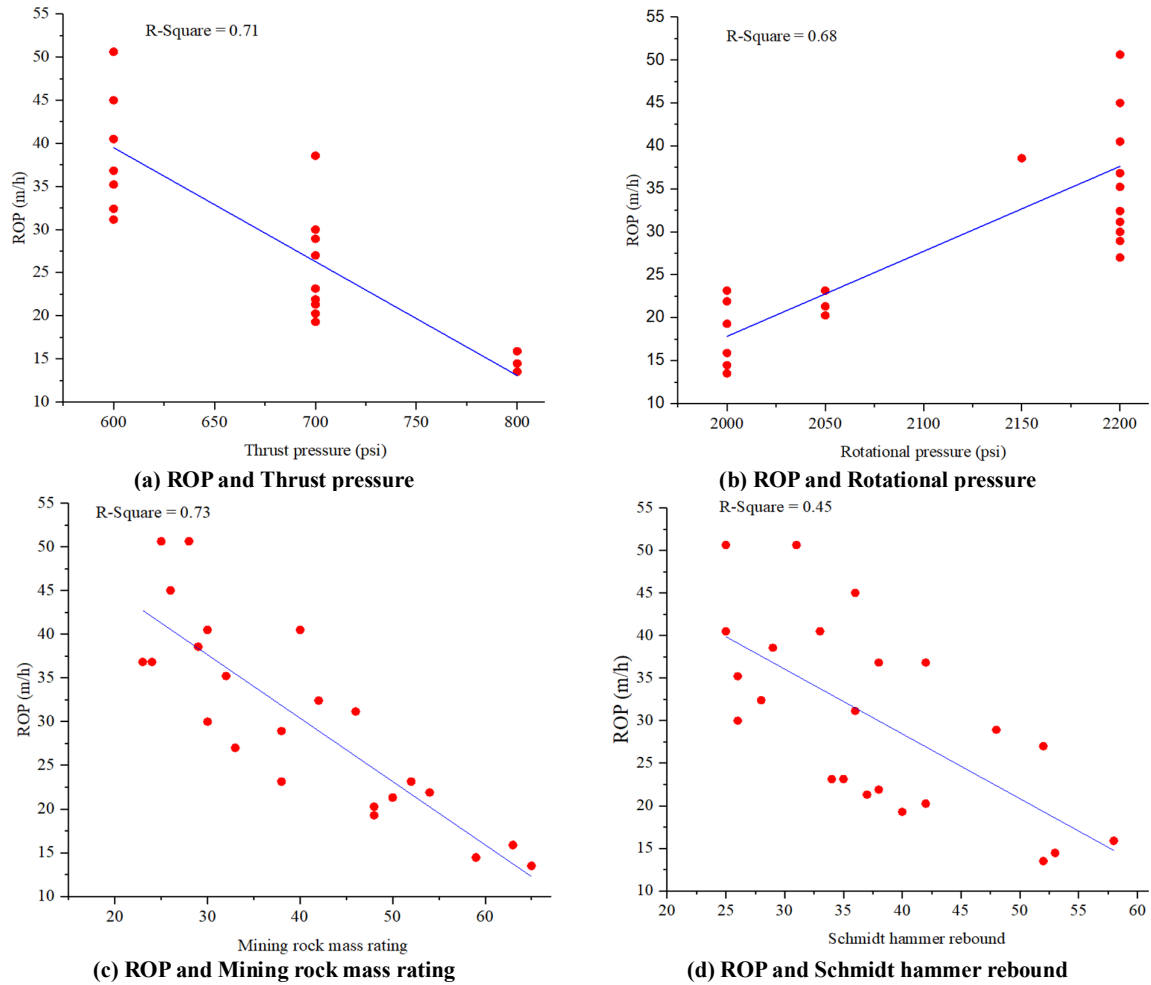 R-Square = 0.71
55
50
45
40
35
30
25
20
15
10
ROP (m/h)
600 650 700 750 800
Thrust pressure (psi)
(a) ROP and Thrust pressure
R-Square = 0.68
55
50
45
40
35
30
25
20
15
10
ROP (m/h)
2000 2050 2100 2150 2200
Rotational pressure (psi)
(b) ROP and Rotational pressure
R-Square = 0.73
55
50
45
40
35
30
25
20
15
10
ROP (m/h)
20 30 40 50 60
Mining rock mass rating
(c) ROP and Mining rock mass rating
R-Square = 0.45
55
50
45
40
35
30
25
20
15
10
ROP (m/h)
20 25 30 35 40 45 50 55 60
Schmidt hammer rebound
(d) ROP and Schmidt hammer rebound